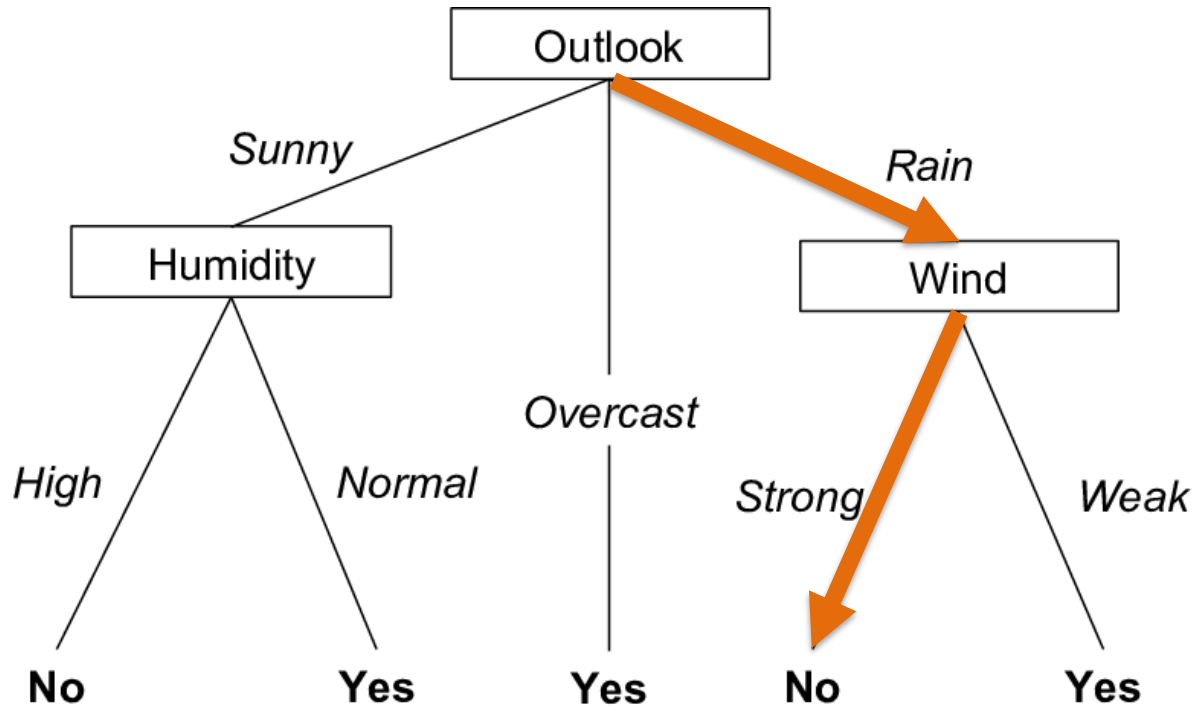 Outlook
Sunny
Rain
Humidity
Wind
Overcast
High
Normal
Strong
Weak
No
Yes
Yes
No
Yes